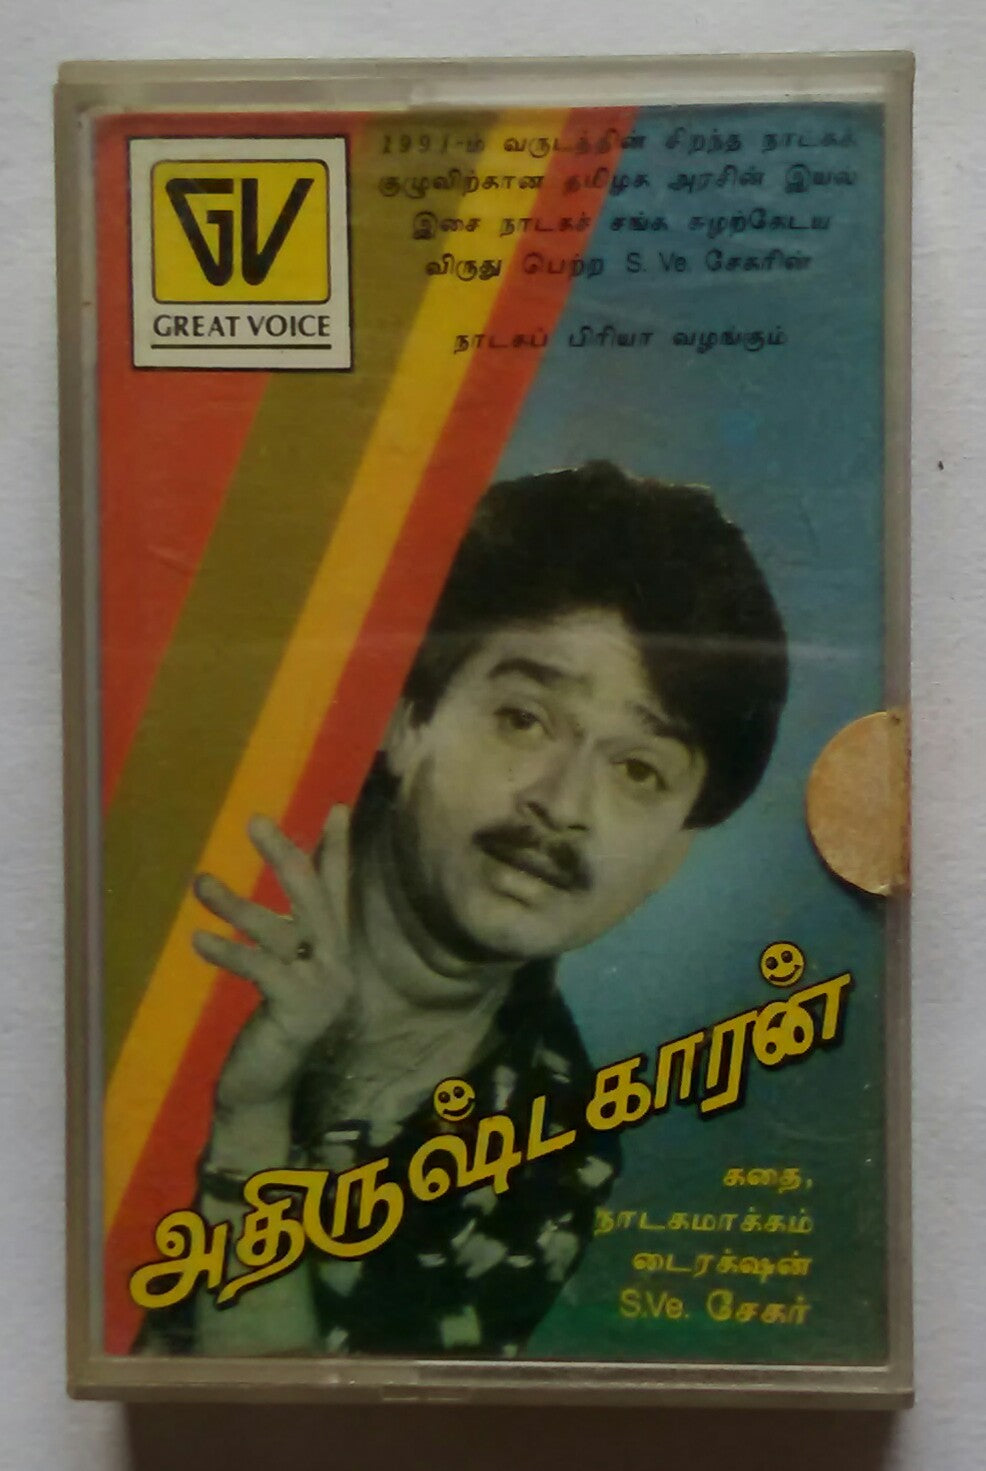 GV
GREAT VOICE
1991-ம் வருடத்தின் சிறந்த நாடகக்
குழுவிற்கான தமிழக அரசின் இயல்
இசை நாடகச் சங்க சுழற்கேடய
விருது பெற்ற S. Ve. சேகரின்
நாடகப் பிரியா வழங்கும்
அதிருஷ்டகாரன்
கதை,
நாடகமாக்கம்
டைரக்‌ஷன்
S.Ve. சேகர்